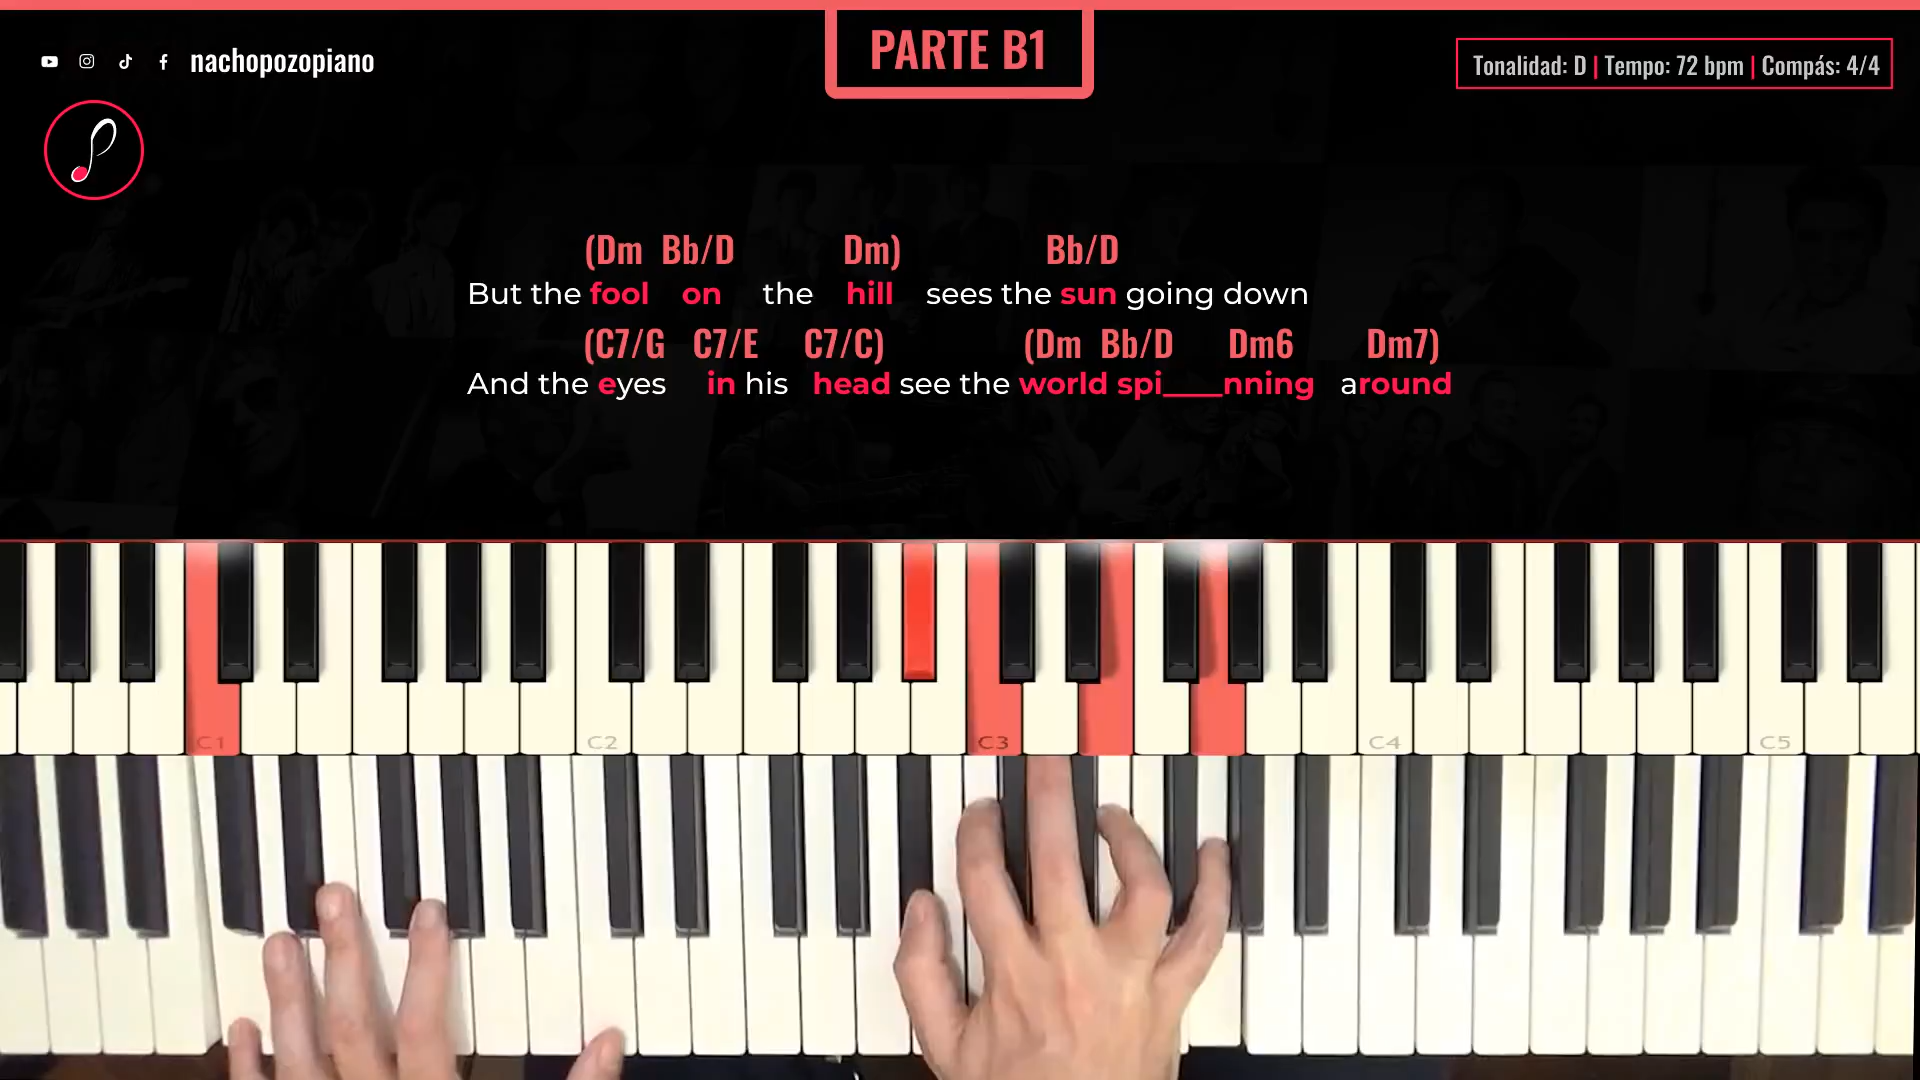 nachopozopiano
PARTE B1
Tonalidad: D | Tempo: 72 bpm | Compás: 4/4
(Dm Bb/D Dm) Bb/D
But the fool on the hill sees the sun going down
(C7/G C7/E C7/C) (Dm Bb/D Dm6 Dm7)
And the eyes in his head see the world spi____nning around
C1 C2 C3 C4 C5